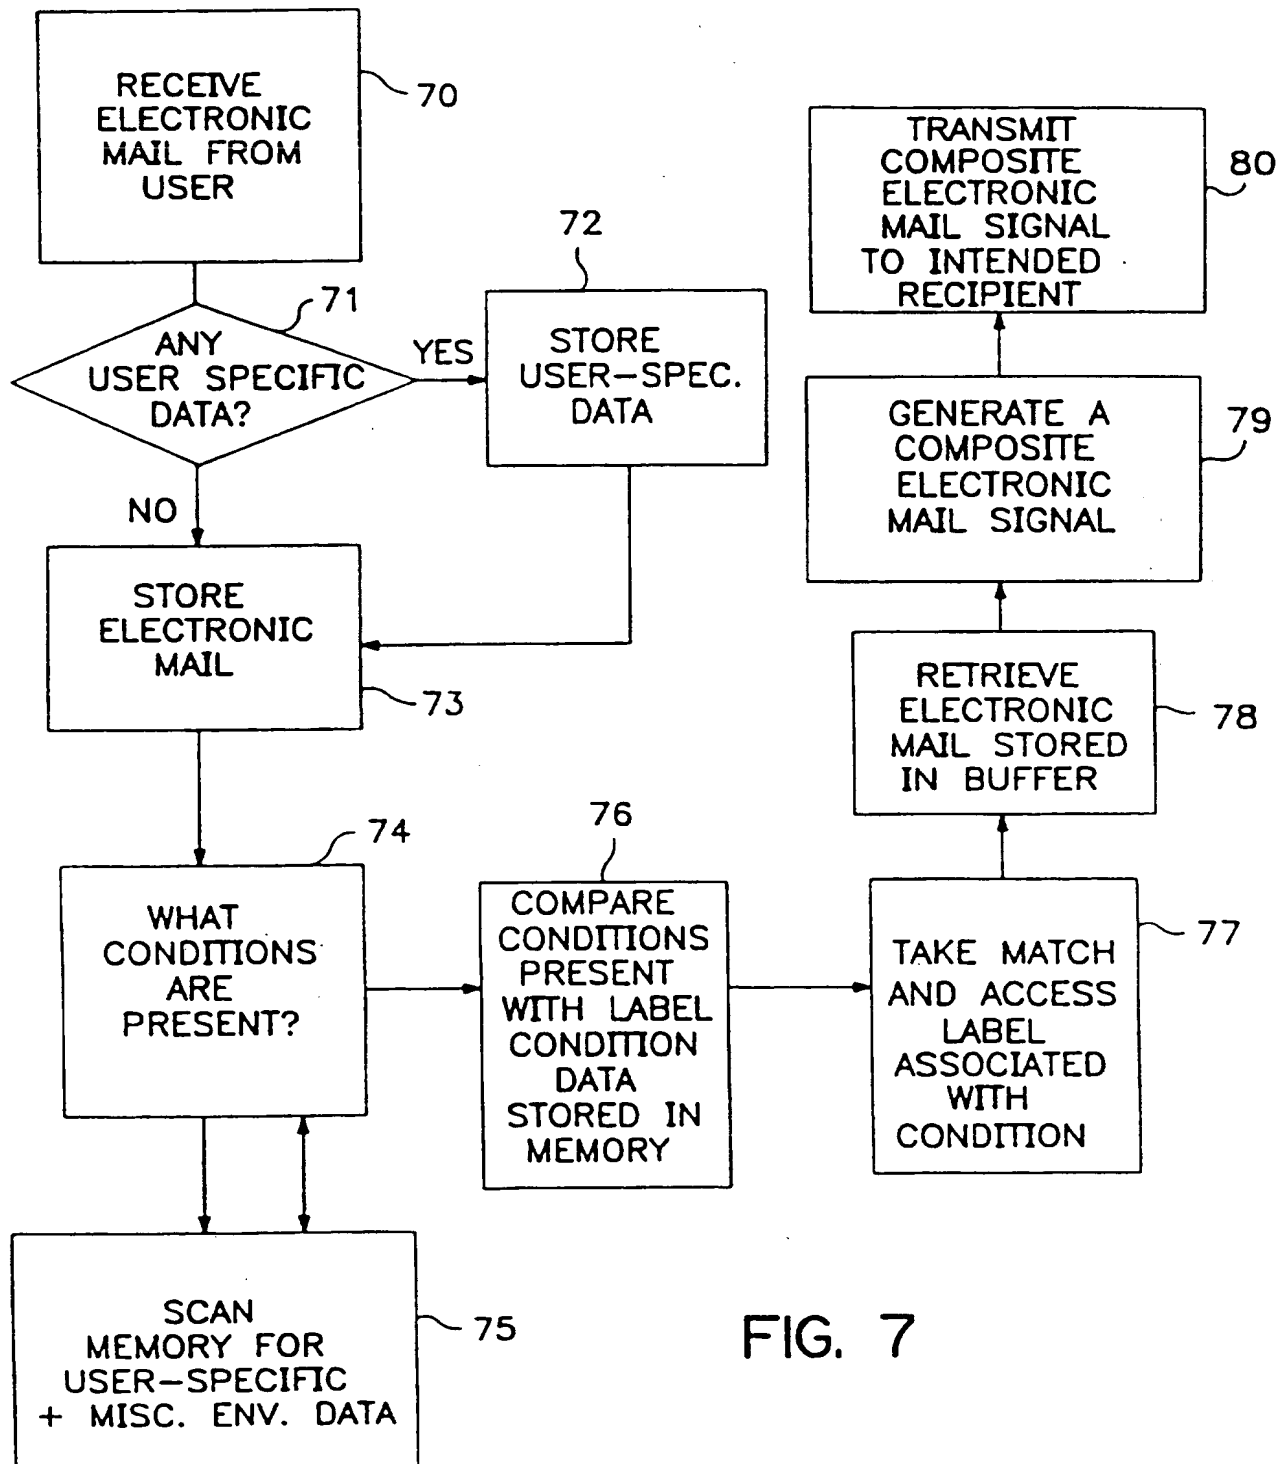 RECEIVE
ELECTRONIC
MAIL FROM
USER
70
71
ANY
USER SPECIFIC
DATA?
YES
NO
72
STORE
USER-SPEC.
DATA
STORE
ELECTRONIC
MAIL
73
74
WHAT
CONDITIONS
ARE
PRESENT?
SCAN
MEMORY FOR
USER-SPECIFIC
+ MISC. ENV. DATA
75
76
COMPARE
CONDITIONS
PRESENT
WITH LABEL
CONDITION
DATA
STORED IN
MEMORY
TAKE MATCH
AND ACCESS
LABEL
ASSOCIATED
WITH
CONDITION
77
RETRIEVE
ELECTRONIC
MAIL STORED
IN BUFFER
78
GENERATE A
COMPOSITE
ELECTRONIC
MAIL SIGNAL
79
TRANSMIT
COMPOSITE
ELECTRONIC
MAIL SIGNAL
TO INTENDED
RECIPIENT
80
FIG. 7